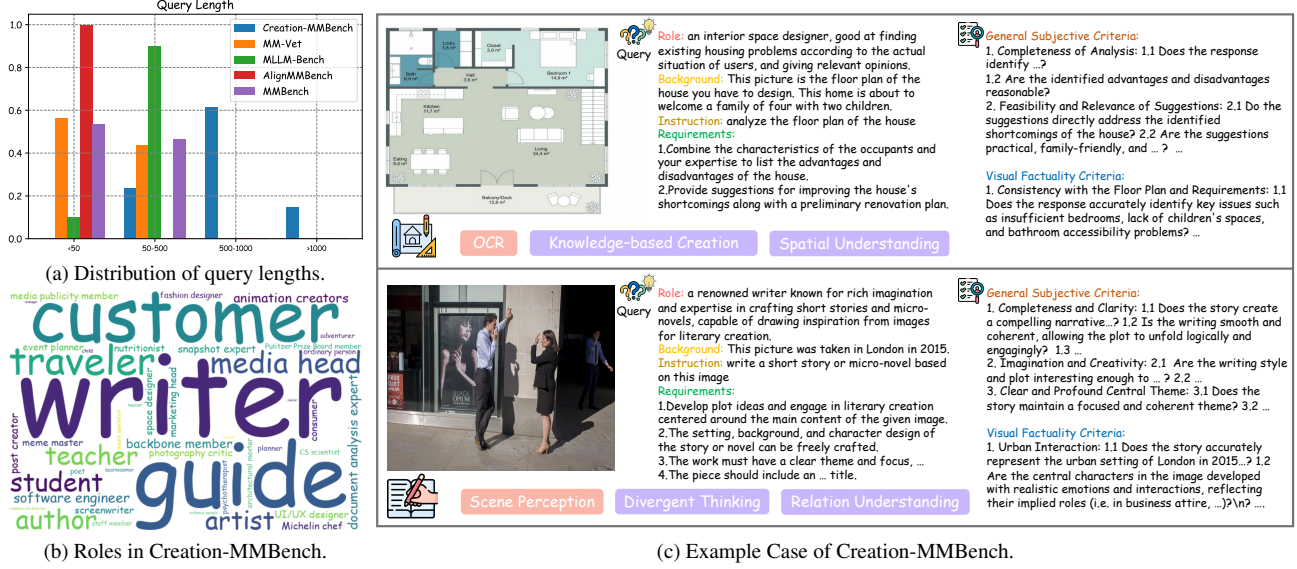 Query Length
1.0
0.8
0.6
0.4
0.2
0.0
Creation-MMBench
MM-Vet
MLLM-Bench
AlignMMBench
MMBench
~50
50-500
500-1000
>1000
(a) Distribution of query lengths.
media publicity member
fashion designer
animation creators
customer
adventurer
event planner
child
nutritionist
snapshot expert
Pulitzer Prize Board member
ordinary person
traveler
media head
writer
space designer
marketing head
consumer
post creator
meme master
backbone member
teacher
photography critic
planner
CS scientist
poet
businessman
student
guide
software engineer
psychotherapist
architectural master
document analysis expert
screenwriter
UI/UX designer
author
staff member
artist
Michelin chef
(b) Roles in Creation-MMBench.
Query
Bath
Closet
Bedroom 1
Hall
Kitchen
Eating
Living
Balcony/Deck
Role: an interior space designer, good at finding
existing housing problems according to the actual
situation of users, and giving relevant opinions.
Background: This picture is the floor plan of the
house you have to design. This home is about to
welcome a family of four with two children.
Instruction: analyze the floor plan of the house
Requirements:
1.Combine the characteristics of the occupants and
your expertise to list the advantages and
disadvantages of the house.
2.Provide suggestions for improving the house's
shortcomings along with a preliminary renovation plan.
OCR
Knowledge-based Creation
Spatial Understanding
General Subjective Criteria:
1. Completeness of Analysis: 1.1 Does the response
identify …?
1.2 Are the identified advantages and disadvantages
reasonable?
2. Feasibility and Relevance of Suggestions: 2.1 Do the
suggestions directly address the identified
shortcomings of the house? 2.2 Are the suggestions
practical, family-friendly, and … ? …
Visual Factuality Criteria:
1. Consistency with the Floor Plan and Requirements: 1.1
Does the response accurately identify key issues such
as insufficient bedrooms, lack of children's spaces,
and bathroom accessibility problems? …
BLACK
OPIUM
FREE
GIFT
Query
Role: a renowned writer known for rich imagination
and expertise in crafting short stories and micro-
novels, capable of drawing inspiration from images
for literary creation.
Background: This picture was taken in London in 2015.
Instruction: write a short story or micro-novel based
on this image
Requirements:
1.Develop plot ideas and engage in literary creation
centered around the main content of the given image.
2.The setting, background, and character design of
the story or novel can be freely crafted.
3.The work must have a clear theme and focus, …
4.The piece should include an … title.
Scene Perception
Divergent Thinking
Relation Understanding
General Subjective Criteria:
1. Completeness and Clarity: 1.1 Does the story create
a compelling narrative…? 1.2 Is the writing smooth and
coherent, allowing the plot to unfold logically and
engagingly? 1.3 …
2. Imagination and Creativity: 2.1 Are the writing style
and plot interesting enough to … ? 2.2 …
3. Clear and Profound Central Theme: 3.1 Does the
story maintain a focused and coherent theme? 3.2 …
Visual Factuality Criteria:
1. Urban Interaction: 1.1 Does the story accurately
represent the urban setting of London in 2015…? 1.2
Are the central characters in the image developed
with realistic emotions and interactions, reflecting
their implied roles (i.e. in business attire, …)?\n? ….
(c) Example Case of Creation-MMBench.